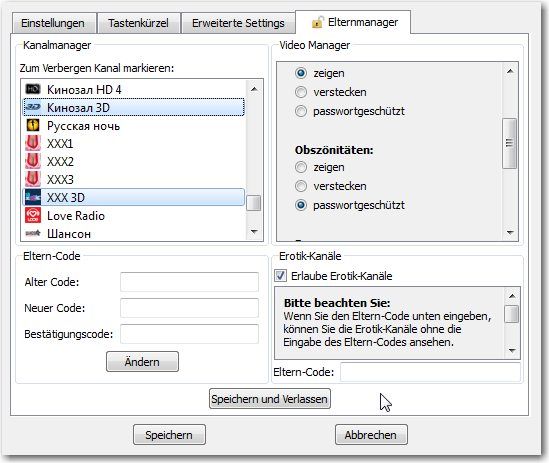 Einstellungen
Tastenkürzel
Erweiterte Settings
Elternmanager
Kanalmanager
Zum Verbergen Kanal markieren:
HD Кинозал HD 4
3D Кинозал 3D
Русская ночь
XXX1
XXX2
XXX3
XXX 3D
Love Radio
Шансон
Video Manager
zeigen
verstecken
passwortgeschützt
Obszönitäten:
zeigen
verstecken
passwortgeschützt
Eltern-Code
Alter Code:
Neuer Code:
Bestätigungscode:
Ändern
Erotik-Kanäle
Erlaube Erotik-Kanäle
Bitte beachten Sie:
Wenn Sie den Eltern-Code unten eingeben,
können Sie die Erotik-Kanäle ohne die
Eingabe des Eltern-Codes ansehen.
Eltern-Code:
Speichern und Verlassen
Speichern
Abbrechen